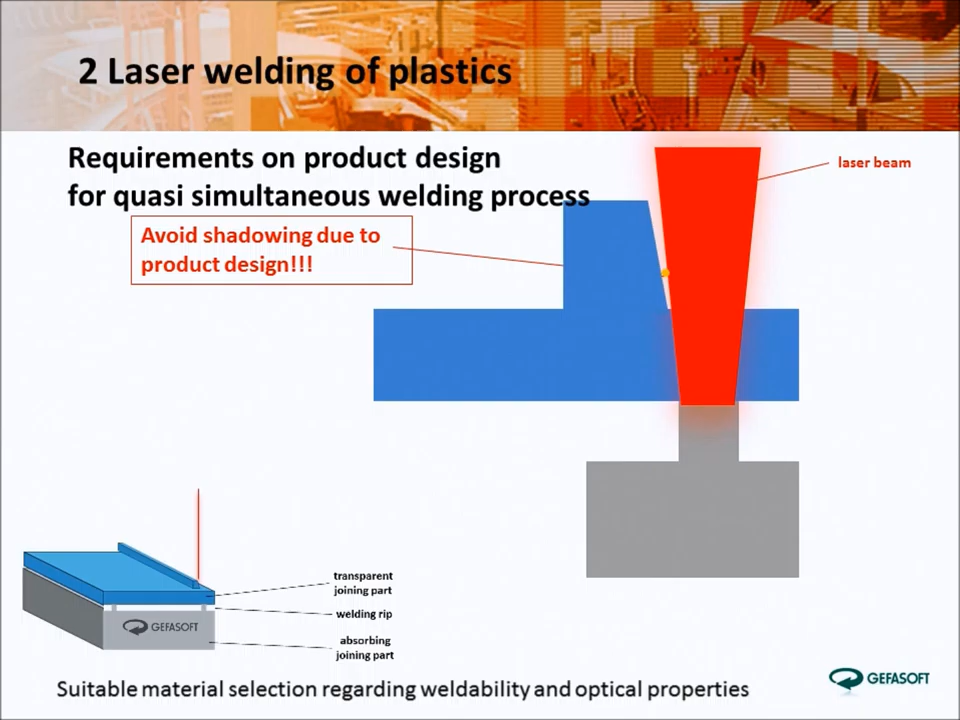 2 Laser welding of plastics
Requirements on product design
for quasi simultaneous welding process
laser beam
Avoid shadowing due to
product design!!!
transparent
joining part
welding rip
absorbing
joining part
GEFASOFT
Suitable material selection regarding weldability and optical properties
GEFASOFT